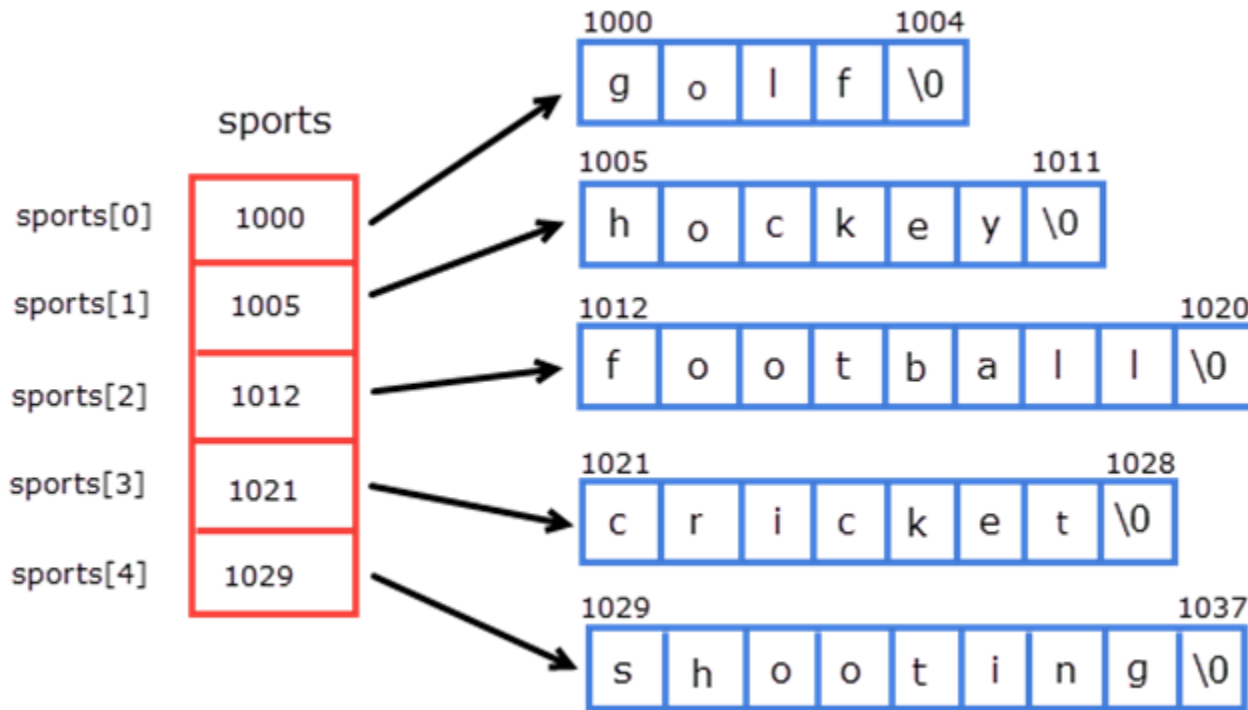 sports
sports[0] 1000
sports[1] 1005
sports[2] 1012
sports[3] 1021
sports[4] 1029
1000 1004
g o l f \0
1005 1011
h o c k e y \0
1012 1020
f o o t b a l l \0
1021 1028
c r i c k e t \0
1029 1037
s h o o t i n g \0